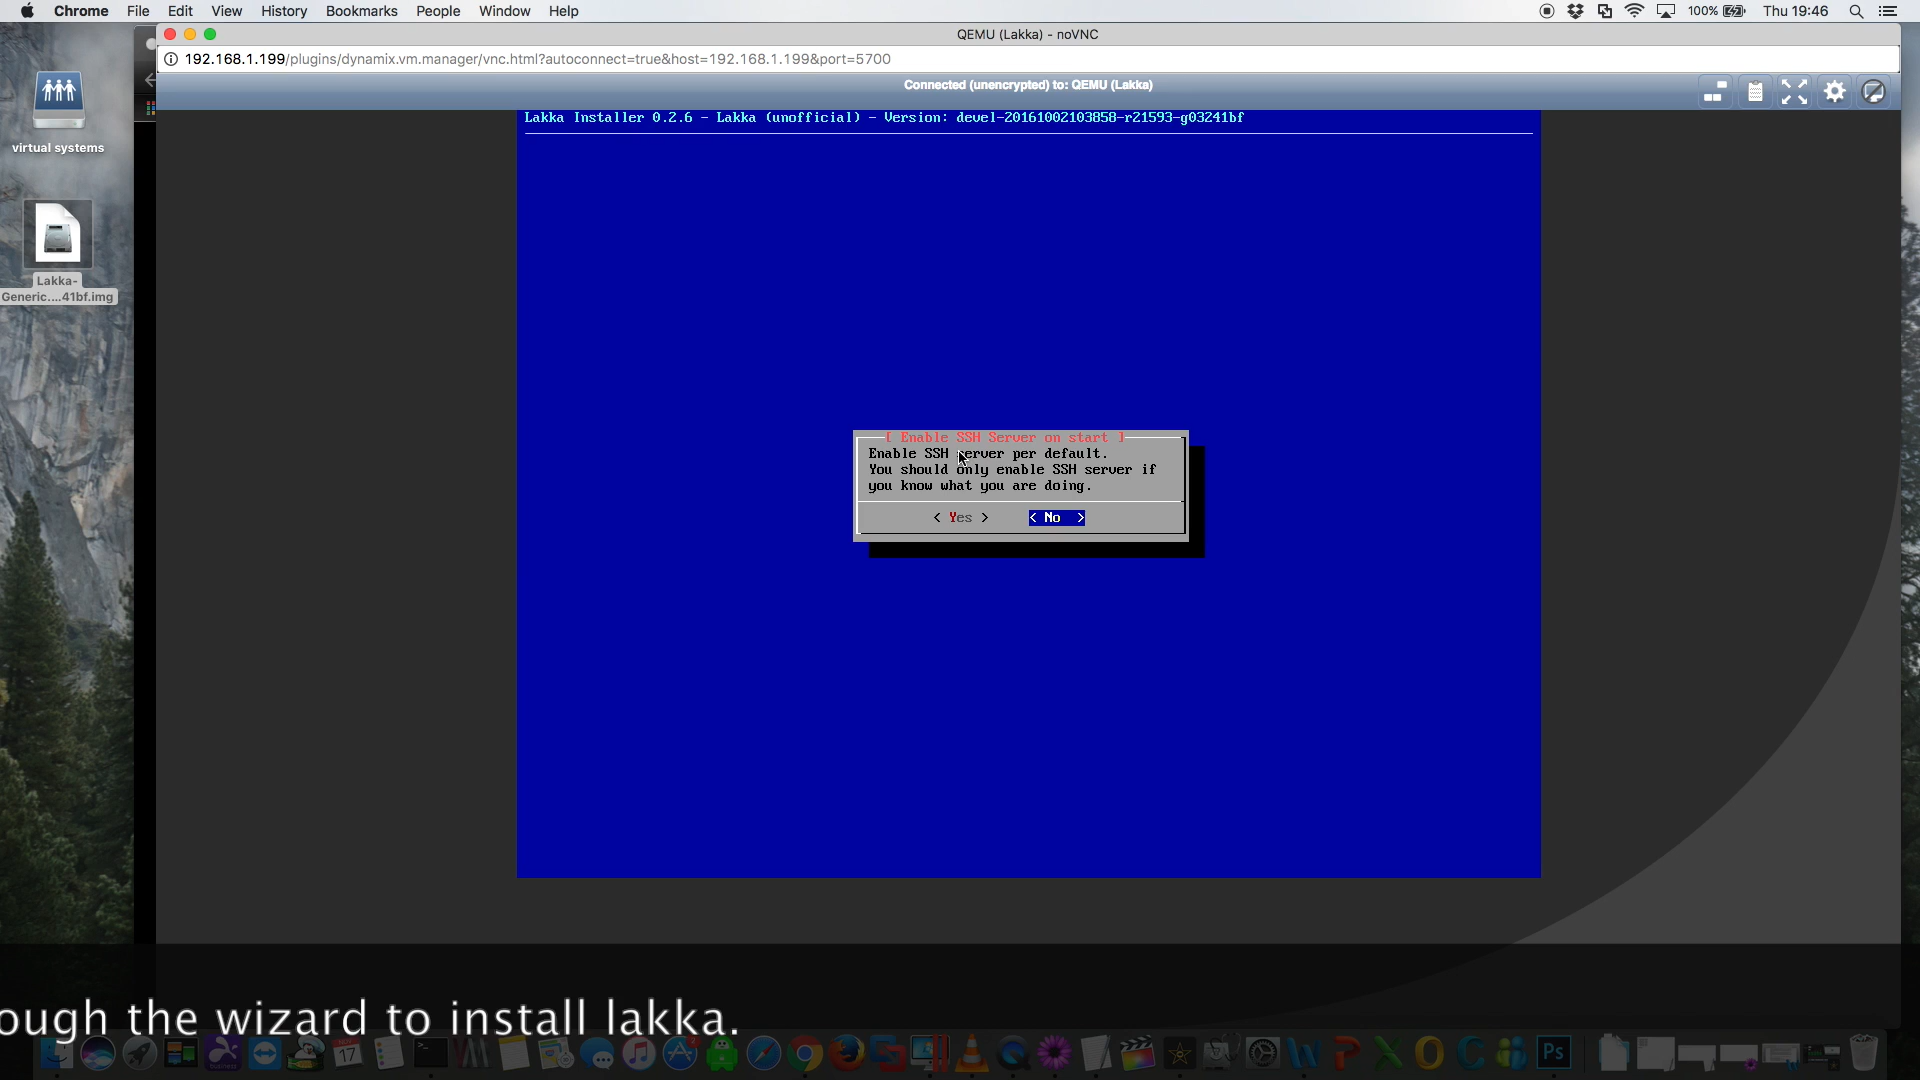 Chrome File Edit View History Bookmarks People Window Help 100% Thu 19:46
QEMU (Lakka) - noVNC
192.168.1.199/plugins/dynamix.vm.manager/vnc.html?autoconnect=true&host=192.168.1.199&port=5700
Connected (unencrypted) to: QEMU (Lakka)
virtual systems
Lakka-
Generic....41bf.img
Lakka Installer 0.2.6 - Lakka (unofficial) - Version: devel-20161002103858-r21593-g03241bf
[ Enable SSH Server on start ]
Enable SSH server per default.
You should only enable SSH server if
you know what you are doing.
< Yes > < No >
ough the wizard to install lakka.
NOV
17
Ps